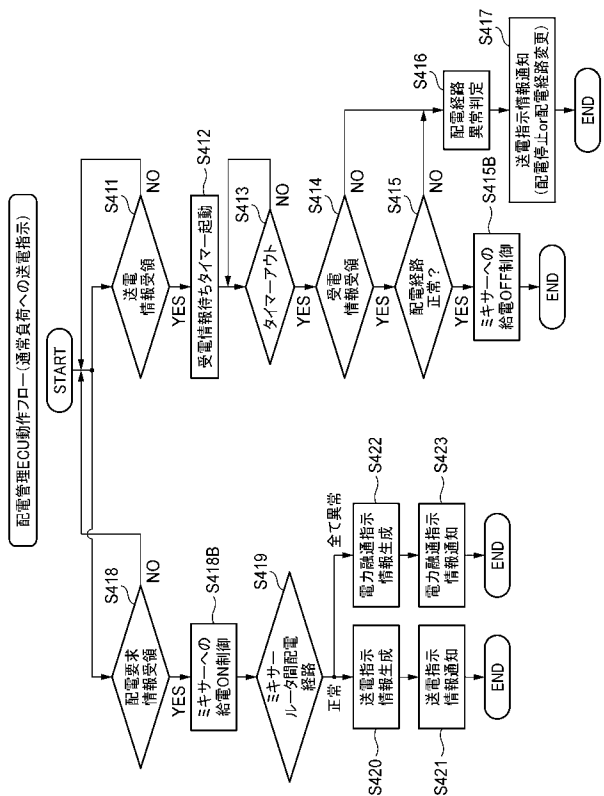 配電管理ECU動作フロー(通常負荷への送電指示)
START
S418
配電要求
情報受領
NO
YES
S418B
ミキサーへの
給電ON制御
S419
ミキサー
ルータ間配電
経路
正常
全て異常
S420
送電指示
情報生成
S421
送電指示
情報通知
END
S422
電力融通指示
情報生成
S423
電力融通指示
情報通知
END
S411
送電
情報受領
NO
YES
S412
受電情報待ちタイマー起動
S413
タイマーアウト
NO
YES
S414
受電
情報受領
NO
YES
S415
配電経路
正常?
NO
YES
S415B
ミキサーへの
給電OFF制御
END
S416
配電経路
異常判定
S417
送電指示情報通知
(配電停止or配電経路変更)
END